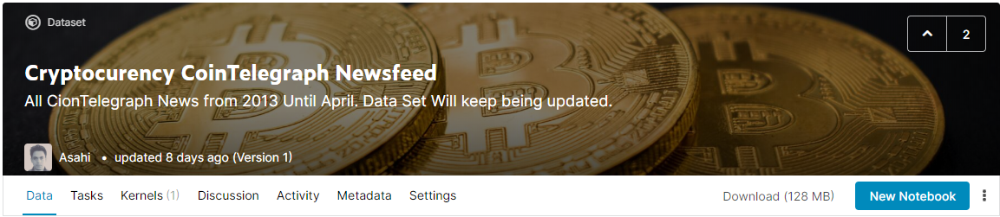 Dataset
2
Cryptocurency CoinTelegraph Newsfeed
All CionTelegraph News from 2013 Until April. Data Set Will keep being updated.
Asahi • updated 8 days ago (Version 1)
Data Tasks Kernels (1) Discussion Activity Metadata Settings Download (128 MB) New Notebook